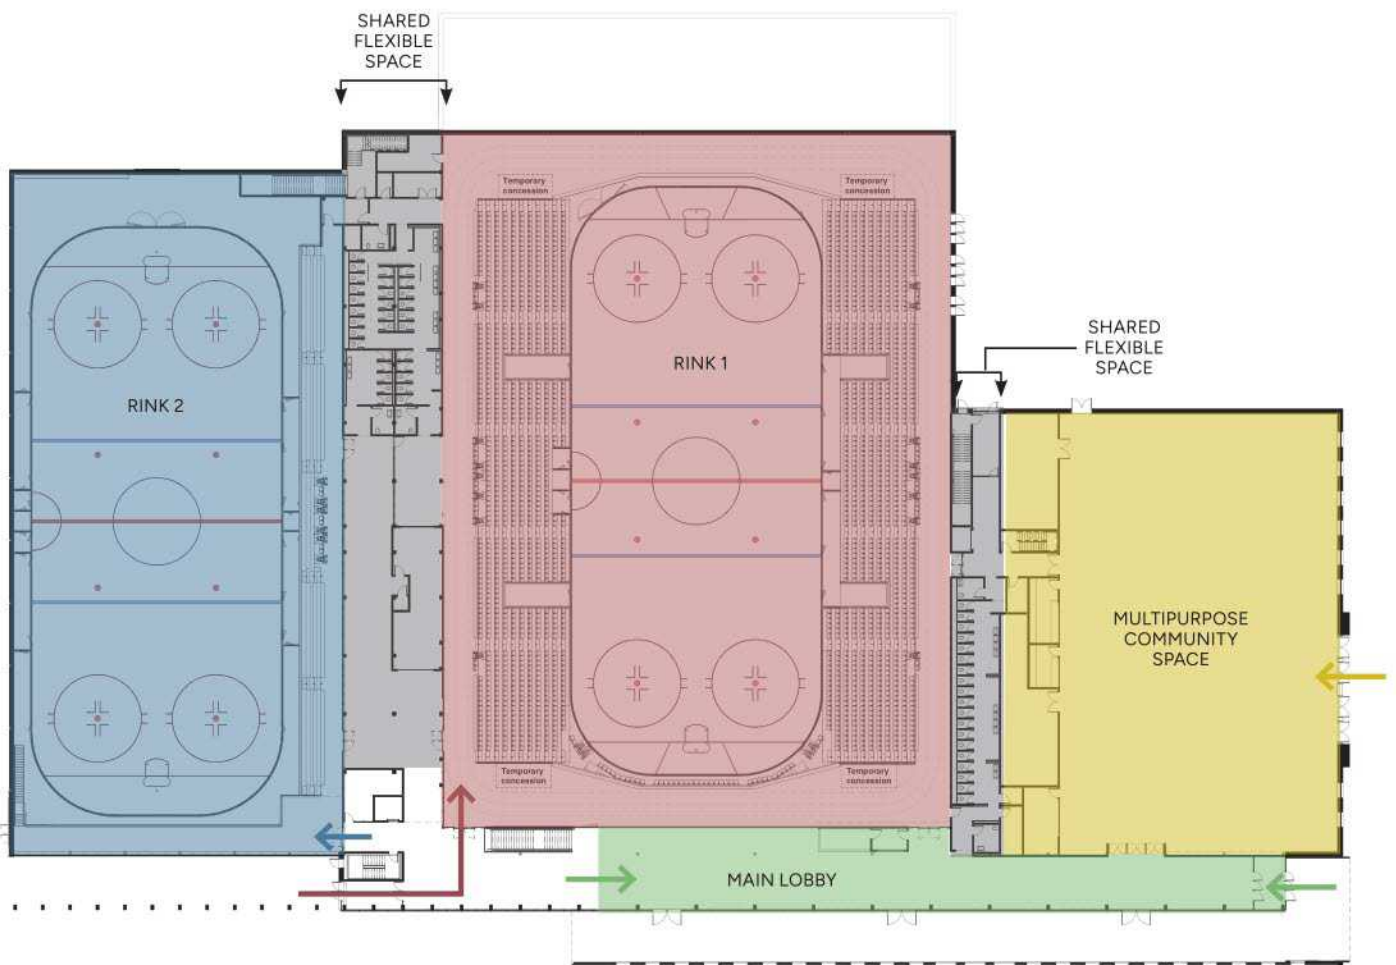 SHARED
FLEXIBLE
SPACE
Temporary
concession
Temporary
concession
RINK 1
RINK 2
SHARED
FLEXIBLE
SPACE
MULTIPURPOSE
COMMUNITY
SPACE
Temporary
concession
Temporary
concession
MAIN LOBBY